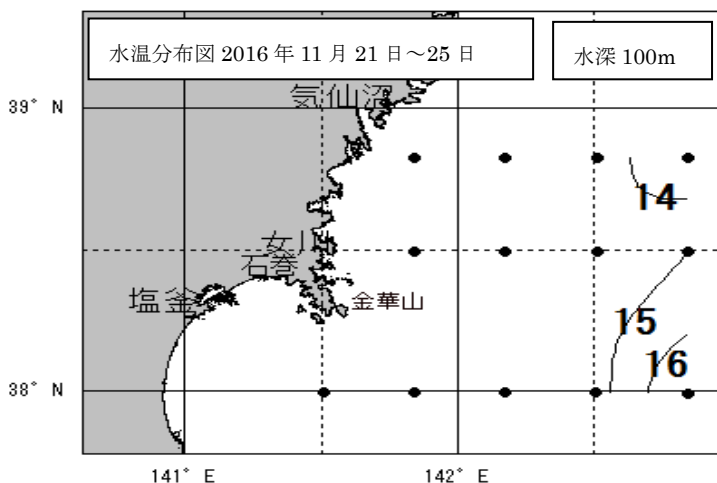 水温分布図 2016 年 11 月 21 日～25 日
水深 100m
気仙沼
39° N
14
女川
石巻
塩釜
金華山
15
16
38° N
141° E
142° E